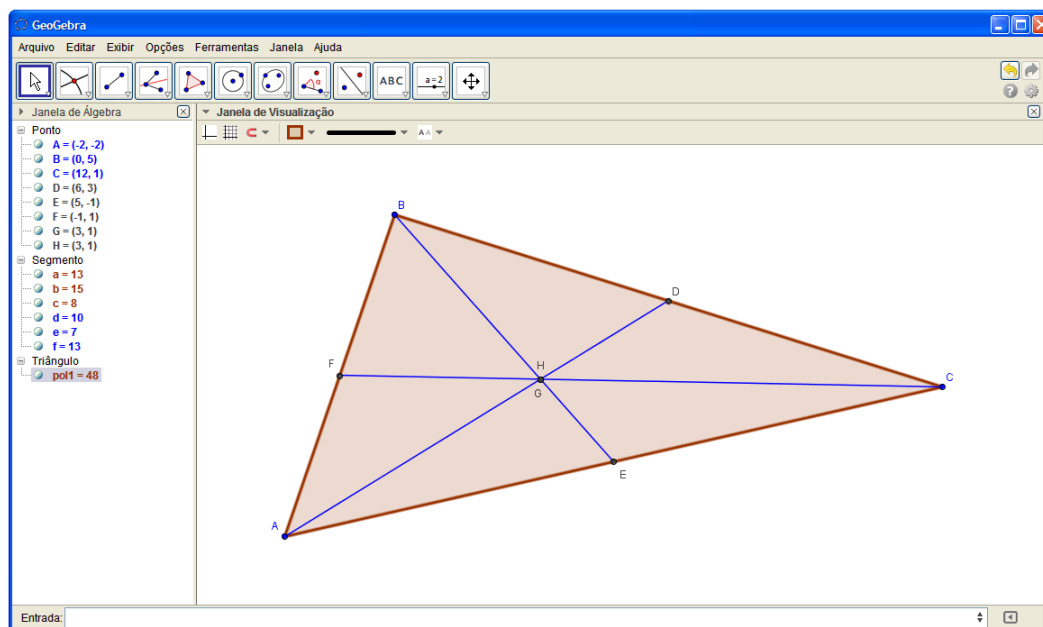 GeoGebra
Arquivo Editar Exibir Opções Ferramentas Janela Ajuda
ABC
a=2
Janela de Álgebra
Ponto
A = (-2, -2)
B = (0, 5)
C = (12, 1)
D = (6, 3)
E = (5, -1)
F = (-1, 1)
G = (3, 1)
H = (3, 1)
Segmento
a = 13
b = 15
c = 8
d = 10
e = 7
f = 13
Triângulo
pol1 = 48
Janela de Visualização
AA
B
D
F
H
C
G
E
A
Entrada: